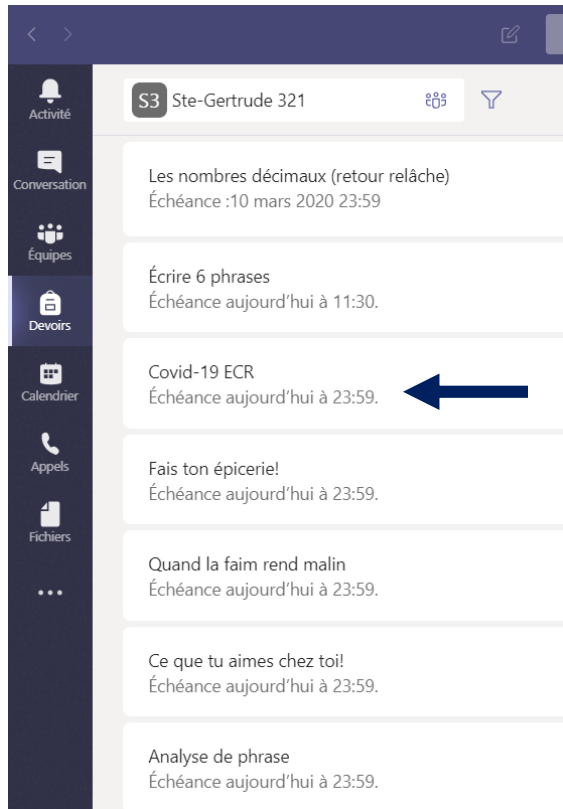 Activité
Conversation
Équipes
Devoirs
Calendrier
Appels
Fichiers
S3 Ste-Gertrude 321
Les nombres décimaux (retour relâche)
Échéance :10 mars 2020 23:59
Écrire 6 phrases
Échéance aujourd'hui à 11:30.
Covid-19 ECR
Échéance aujourd'hui à 23:59.
Fais ton épicerie!
Échéance aujourd'hui à 23:59.
Quand la faim rend malin
Échéance aujourd'hui à 23:59.
Ce que tu aimes chez toi!
Échéance aujourd'hui à 23:59.
Analyse de phrase
Échéance aujourd'hui à 23:59.